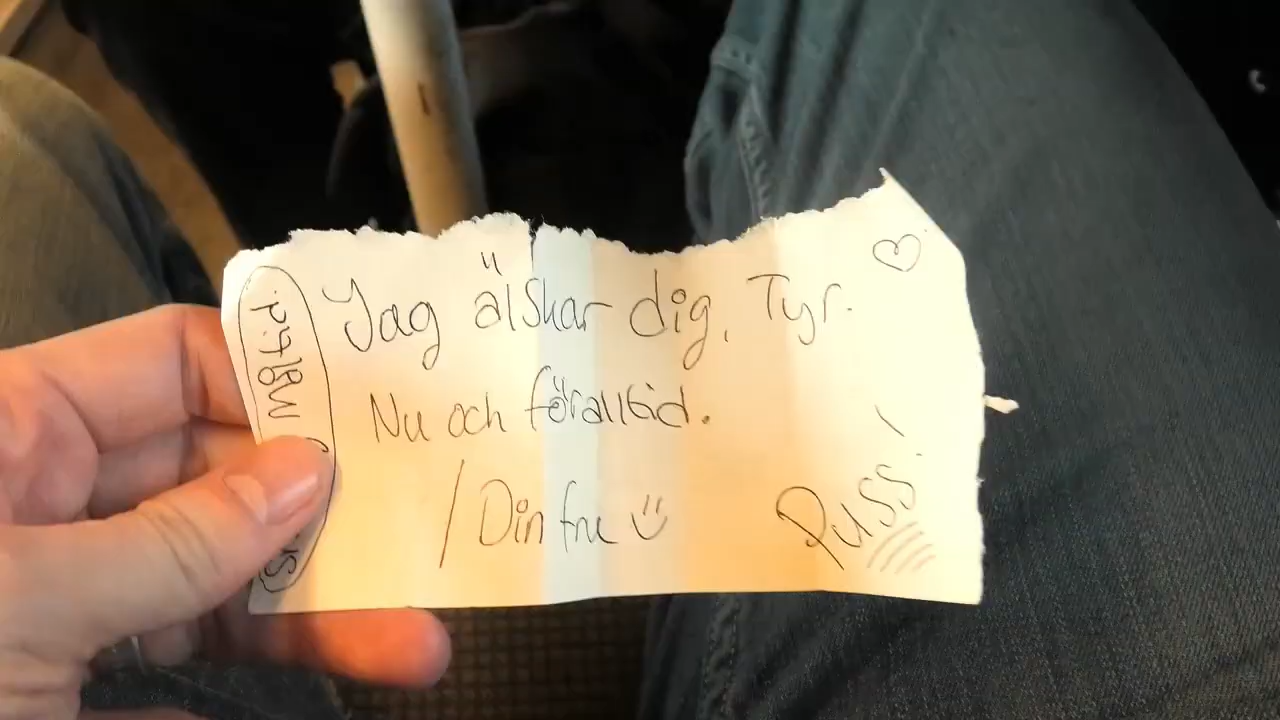 Jag älskar dig, Tyr.
Nu och föralltid.
/Din fru
Puss!